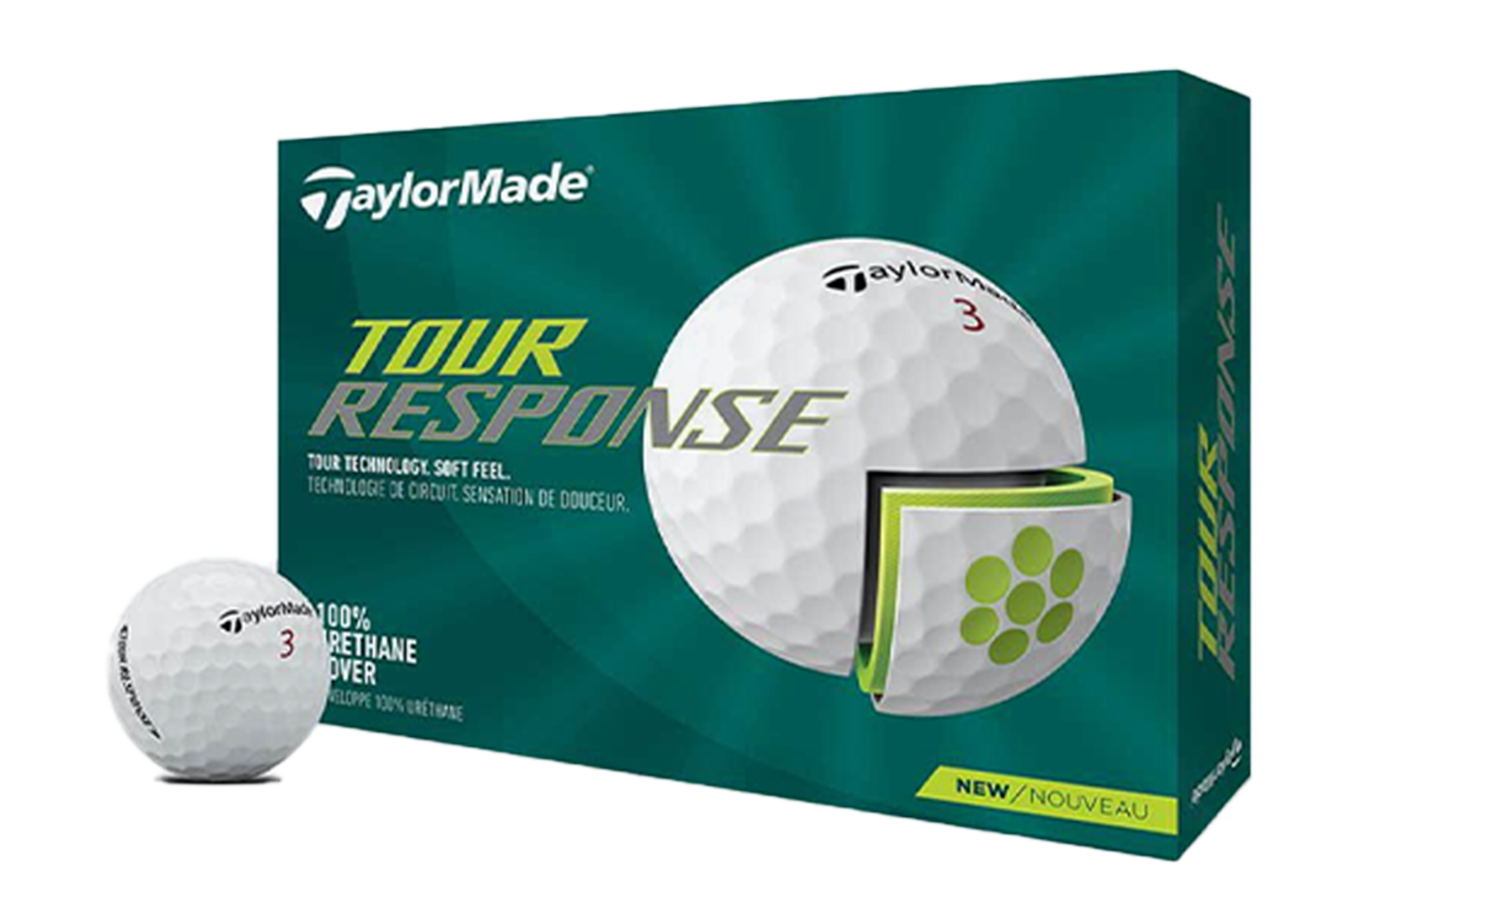 TaylorMade
TOUR
RESPONSE
TOUR TECHNOLOGY. SOFT FEEL.
TECHNOLOGIE DE CIRCUIT. SENSATION DE DOUCEUR.
TaylorMade
3
100%
URETHANE
COVER
ENVELOPPE 100% URÉTHANE
NEW/NOUVEAU
TOUR
RESPONSE
TaylorMade
TaylorMade
3
TOUR RESPONSE